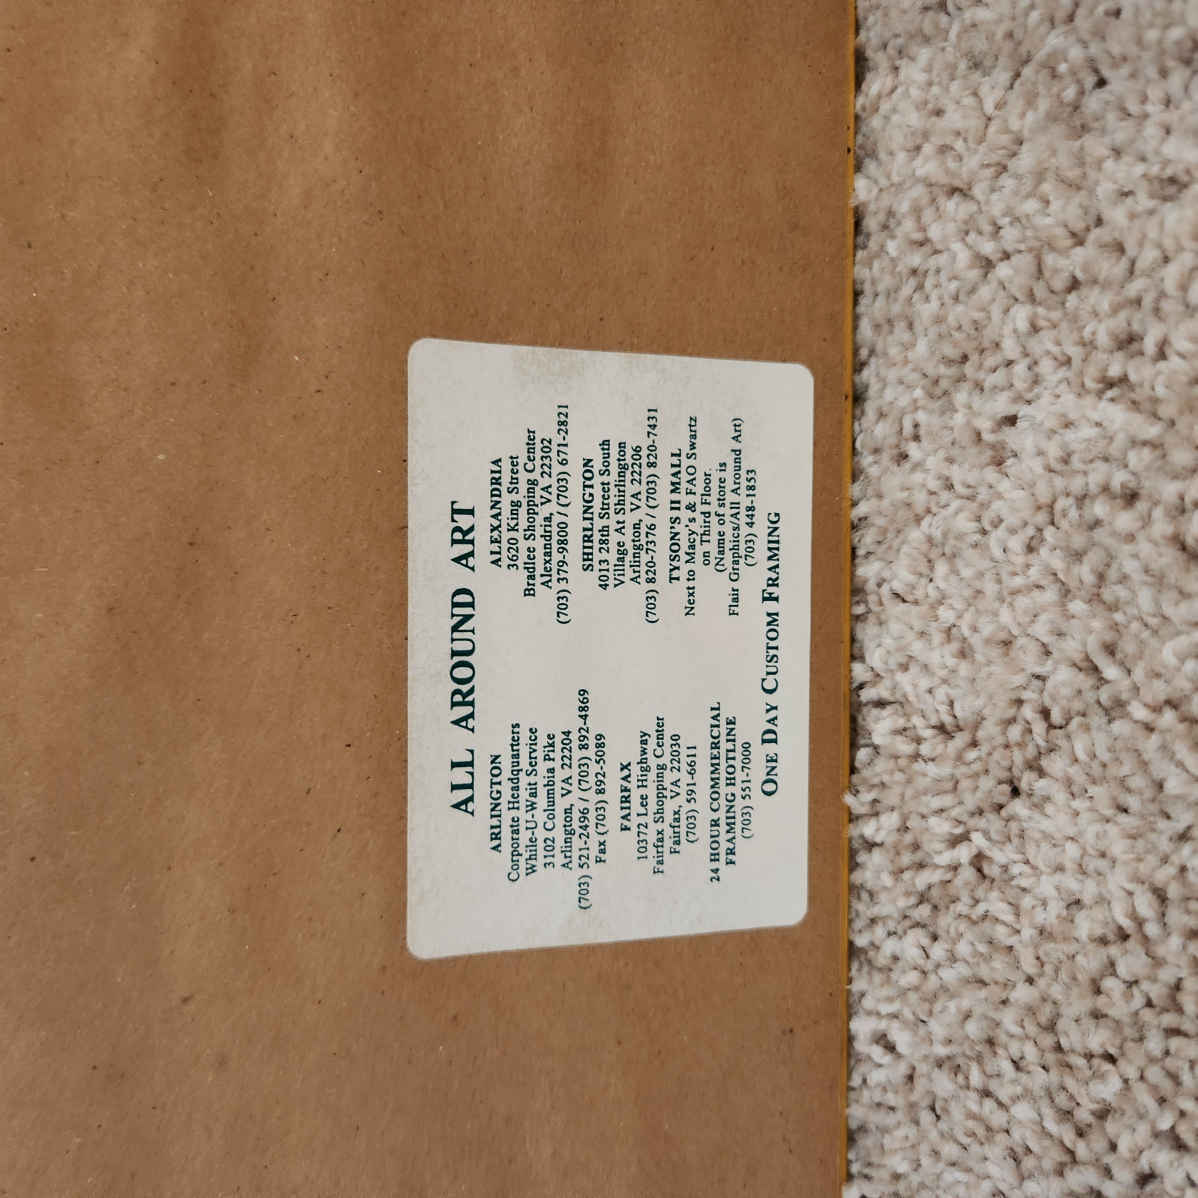 ALL AROUND ART
ARLINGTON
Corporate Headquarters
While-U-Wait Service
3102 Columbia Pike
Arlington, VA 22204
(703) 521-2496 / (703) 892-4869
Fax (703) 892-5089
FAIRFAX
10372 Lee Highway
Fairfax Shopping Center
Fairfax, VA 22030
(703) 591-6611
24 HOUR COMMERCIAL
FRAMING HOTLINE
(703) 551-7000
ALEXANDRIA
3620 King Street
Bradlee Shopping Center
Alexandria, VA 22302
(703) 379-9800 / (703) 671-2821
SHIRLINGTON
4013 28th Street South
Village At Shirlington
Arlington, VA 22206
(703) 820-7376 / (703) 820-7431
TYSON'S II MALL
Next to Macy's & FAO Swartz
on Third Floor.
(Name of store is
Flair Graphics/All Around Art)
(703) 448-1853
ONE DAY CUSTOM FRAMING